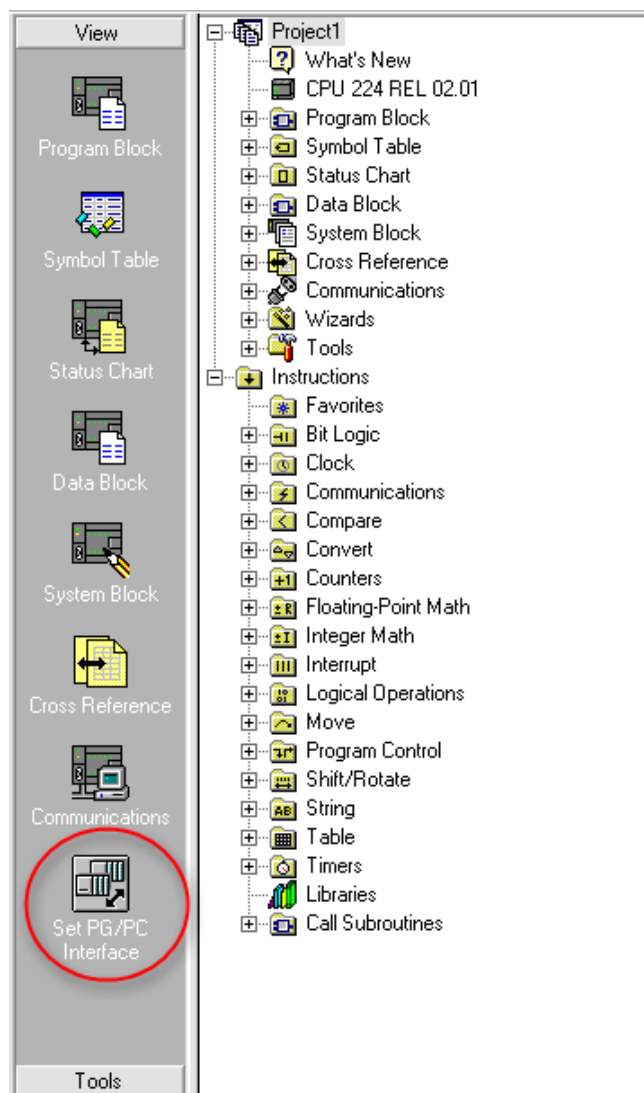 View
Program Block
Symbol Table
Status Chart
Data Block
System Block
Cross Reference
Communications
Set PG/PC
Interface
Tools
Project1
What's New
CPU 224 REL 02.01
Program Block
Symbol Table
Status Chart
Data Block
System Block
Cross Reference
Communications
Wizards
Tools
Instructions
Favorites
Bit Logic
Clock
Communications
Compare
Convert
Counters
Floating-Point Math
Integer Math
Interrupt
Logical Operations
Move
Program Control
Shift/Rotate
String
Table
Timers
Libraries
Call Subroutines